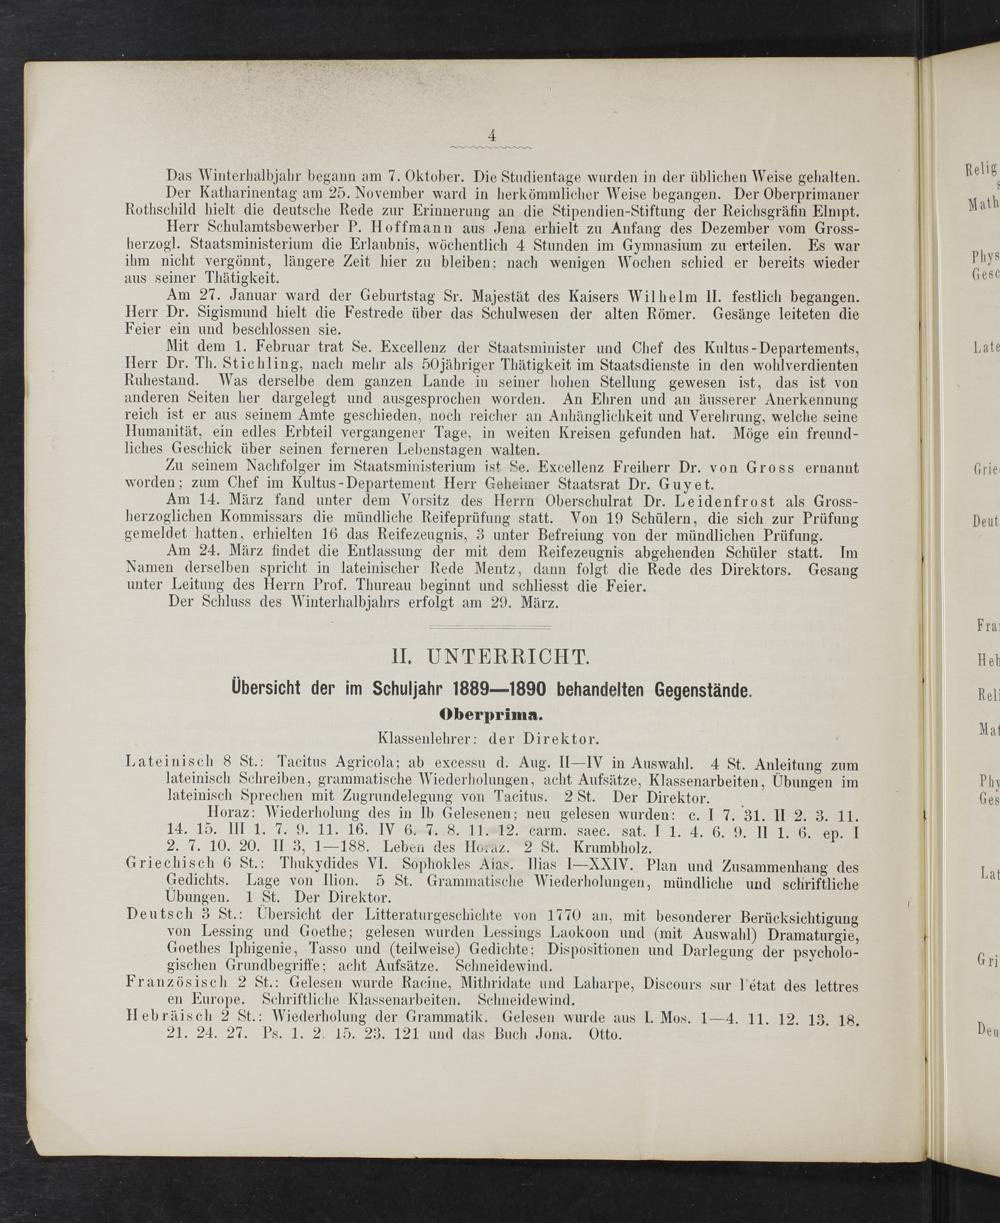 4
Das Winterhalbjahr begann am 7. Oktober. Die Studientage wurden in der üblichen Weise gehalten.
Der Katharinentag am 25. November ward in herkömmlicher Weise begangen. Der Oberprimaner
Rothschild hielt die deutsche Rede zur Erinnerung an die Stipendien-Stiftung der Reichsgräfin Elmpt.
Herr Schulamtsbewerber P. Hoffmann aus Jena erhielt zu Anfang des Dezember vom Gross-
herzogl. Staatsministerium die Erlaubnis, wöchentlich 4 Stunden im Gymnasium zu erteilen. Es war
ihm nicht vergönnt, längere Zeit hier zu bleiben; nach wenigen Wochen schied er bereits wieder
aus seiner Thätigkeit.
Am 27. Januar ward der Geburtstag Sr. Majestät des Kaisers Wilhelm II. festlich begangen.
Herr Dr. Sigismund hielt die Festrede über das Schulwesen der alten Römer. Gesänge leiteten die
Feier ein und beschlossen sie.
Mit dem 1. Februar trat Se. Excellenz der Staatsminister und Chef des Kultus-Departements,
Herr Dr. Th. Stichling, nach mehr als 50jähriger Thätigkeit im Staatsdienste in den wohlverdienten
Ruhestand. Was derselbe dem ganzen Lande in seiner hohen Stellung gewesen ist, das ist von
anderen Seiten her dargelegt und ausgesprochen worden. An Ehren und an äusserer Anerkennung
reich ist er aus seinem Amte geschieden, noch reicher an Anhänglichkeit und Verehrung, welche seine
Humanität, ein edles Erbteil vergangener Tage, in weiten Kreisen gefunden hat. Möge ein freund-
liches Geschick über seinen ferneren Lebenstagen walten.
Zu seinem Nachfolger im Staatsministerium ist Se. Excellenz Freiherr Dr. von Gross ernannt
worden; zum Chef im Kultus-Departement Herr Geheimer Staatsrat Dr. Guyet.
Am 14. März fand unter dem Vorsitz des Herrn Oberschulrat Dr. Leidenfrost als Gross-
herzoglichen Kommissars die mündliche Reifeprüfung statt. Von 19 Schülern, die sich zur Prüfung
gemeldet hatten, erhielten 16 das Reifezeugnis, 3 unter Befreiung von der mündlichen Prüfung.
Am 24. März findet die Entlassung der mit dem Reifezeugnis abgehenden Schüler statt. Im
Namen derselben spricht in lateinischer Rede Mentz, dann folgt die Rede des Direktors. Gesang
unter Leitung des Herrn Prof. Thureau beginnt und schliesst die Feier.
Der Schluss des Winterhalbjahrs erfolgt am 29. März.
II. UNTERRICHT.
Übersicht der im Schuljahr 1889—1890 behandelten Gegenstände.
Oberprima.
Klassenlehrer: der Direktor.
Lateinisch 8 St.: Tacitus Agricola; ab excessu d. Aug. II—IV in Auswahl. 4 St. Anleitung zum
lateinisch Schreiben, grammatische Wiederholungen, acht Aufsätze, Klassenarbeiten, Übungen im
lateinisch Sprechen mit Zugrundelegung von Tacitus. 2 St. Der Direktor.
Horaz: Wiederholung des in Ib Gelesenen; neu gelesen wurden: c. I 7. 31. II 2. 3. 11.
14. 15. III 1. 7. 9. 11. 16. IV 6. 7. 8. 11. 12. carm. saec. sat. I 1. 4. 6. 9. II 1. 6. ep. I
2. 7. 10. 20. II 3, 1—188. Leben des Horaz. 2 St. Krumbholz.
Griechisch 6 St.: Thukydides VI. Sophokles Aias. Ilias I—XXIV. Plan und Zusammenhang des
Gedichts. Lage von Ilion. 5 St. Grammatische Wiederholungen, mündliche und schriftliche
Übungen. 1 St. Der Direktor.
Deutsch 3 St.: Übersicht der Litteraturgeschichte von 1770 an, mit besonderer Berücksichtigung
von Lessing und Goethe; gelesen wurden Lessings Laokoon und (mit Auswahl) Dramaturgie,
Goethes Iphigenie, Tasso und (teilweise) Gedichte; Dispositionen und Darlegung der psycholo-
gischen Grundbegriffe; acht Aufsätze. Schneidewind.
Französisch 2 St.: Gelesen wurde Racine, Mithridate und Laharpe, Discours sur l'état des lettres
en Europe. Schriftliche Klassenarbeiten. Schneidewind.
Hebräisch 2 St.: Wiederholung der Grammatik. Gelesen wurde aus I. Mos. 1—4. 11. 12. 13. 18.
21. 24. 27. Ps. 1. 2. 15. 23. 121 und das Buch Jona. Otto.
Relig
Math
Phys
Gesc
Late
Grie
Deut
Fra
Heb
Reli
Mat
Phy
Ges
Lat
Gri
Deu